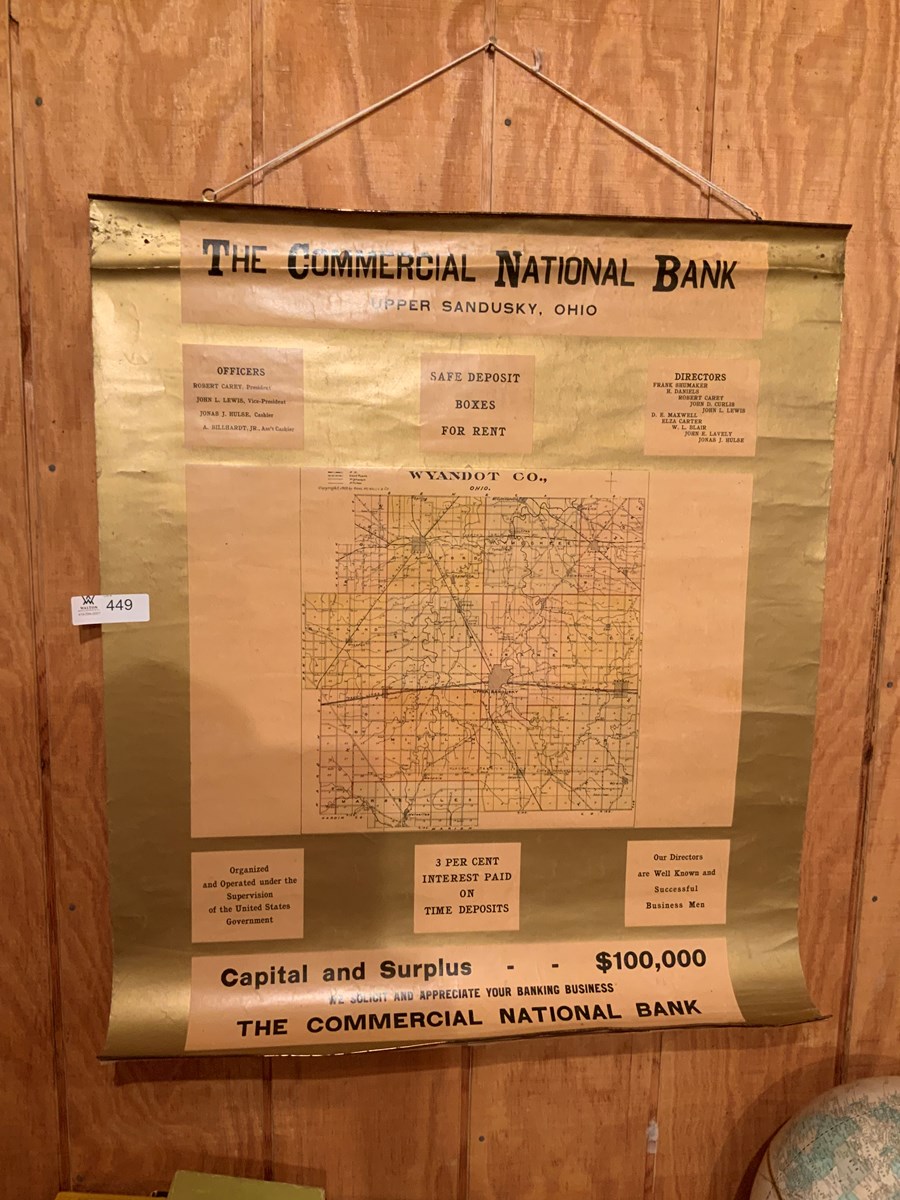 THE COMMERCIAL NATIONAL BANK
UPPER SANDUSKY, OHIO
OFFICERS
ROBERT CAREY, President
JOHN L. LEWIS, Vice-President
JONAS J. HULSE, Cashier
A. BILLHARDT, JR., Ass't Cashier
SAFE DEPOSIT
BOXES
FOR RENT
DIRECTORS
FRANK SHUMAKER
H. DANIELS
ROBERT CAREY
JOHN D. CURLIS
JOHN L. LEWIS
D. E. MAXWELL
ELZA CARTER
W. L. BLAIR
JOHN E. LAVELY
JONAS J. HULSE
WYANDOT CO.,
OHIO.
449
Organized
and Operated under the
Supervision
of the United States
Government
3 PER CENT
INTEREST PAID
ON
TIME DEPOSITS
Our Directors
are Well Known and
Successful
Business Men
Capital and Surplus - - $100,000
WE SOLICIT AND APPRECIATE YOUR BANKING BUSINESS
THE COMMERCIAL NATIONAL BANK